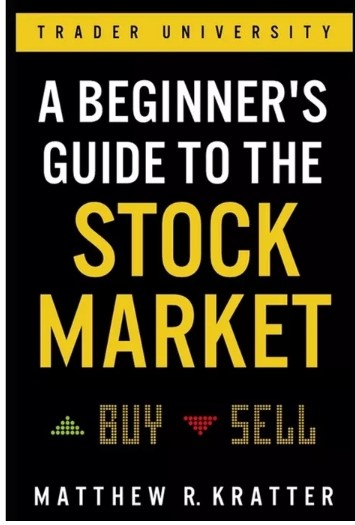 TRADER UNIVERSITY
A BEGINNER'S
GUIDE TO THE
STOCK
MARKET
BUY SELL
MATTHEW R. KRATTER